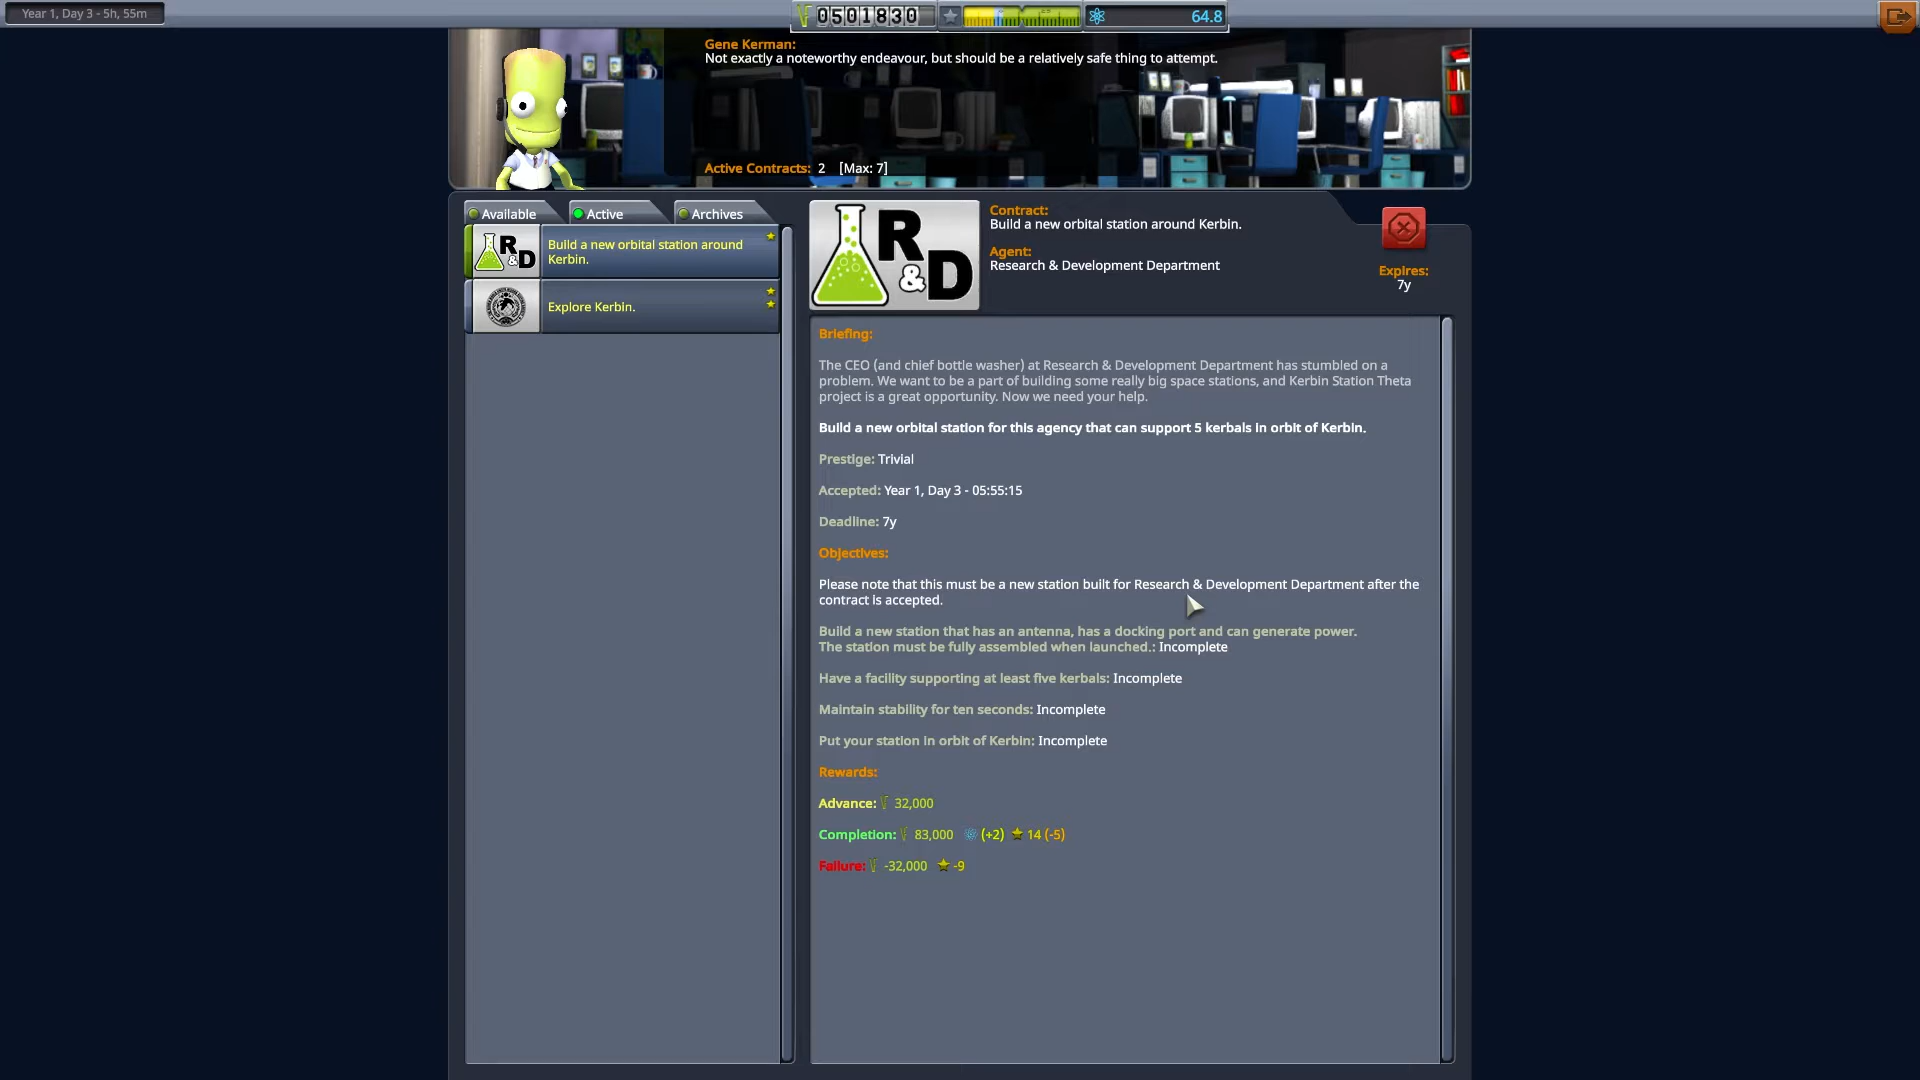 Year 1, Day 3 - 5h, 55m
0501830
64.8
Gene Kerman:
Not exactly a noteworthy endeavour, but should be a relatively safe thing to attempt.
Active Contracts: 2 [Max: 7]
Available
Active
Archives
Build a new orbital station around
Kerbin.
Explore Kerbin.
R&D
R&D
Contract:
Build a new orbital station around Kerbin.
Agent:
Research & Development Department
Expires:
7y
Briefing:
The CEO (and chief bottle washer) at Research & Development Department has stumbled on a
problem. We want to be a part of building some really big space stations, and Kerbin Station Theta
project is a great opportunity. Now we need your help.
Build a new orbital station for this agency that can support 5 kerbals in orbit of Kerbin.
Prestige: Trivial
Accepted: Year 1, Day 3 - 05:55:15
Deadline: 7y
Objectives:
Please note that this must be a new station built for Research & Development Department after the
contract is accepted.
Build a new station that has an antenna, has a docking port and can generate power.
The station must be fully assembled when launched.: Incomplete
Have a facility supporting at least five kerbals: Incomplete
Maintain stability for ten seconds: Incomplete
Put your station in orbit of Kerbin: Incomplete
Rewards:
Advance: 32,000
Completion: 83,000 (+2) 14 (-5)
Failure: -32,000 -9